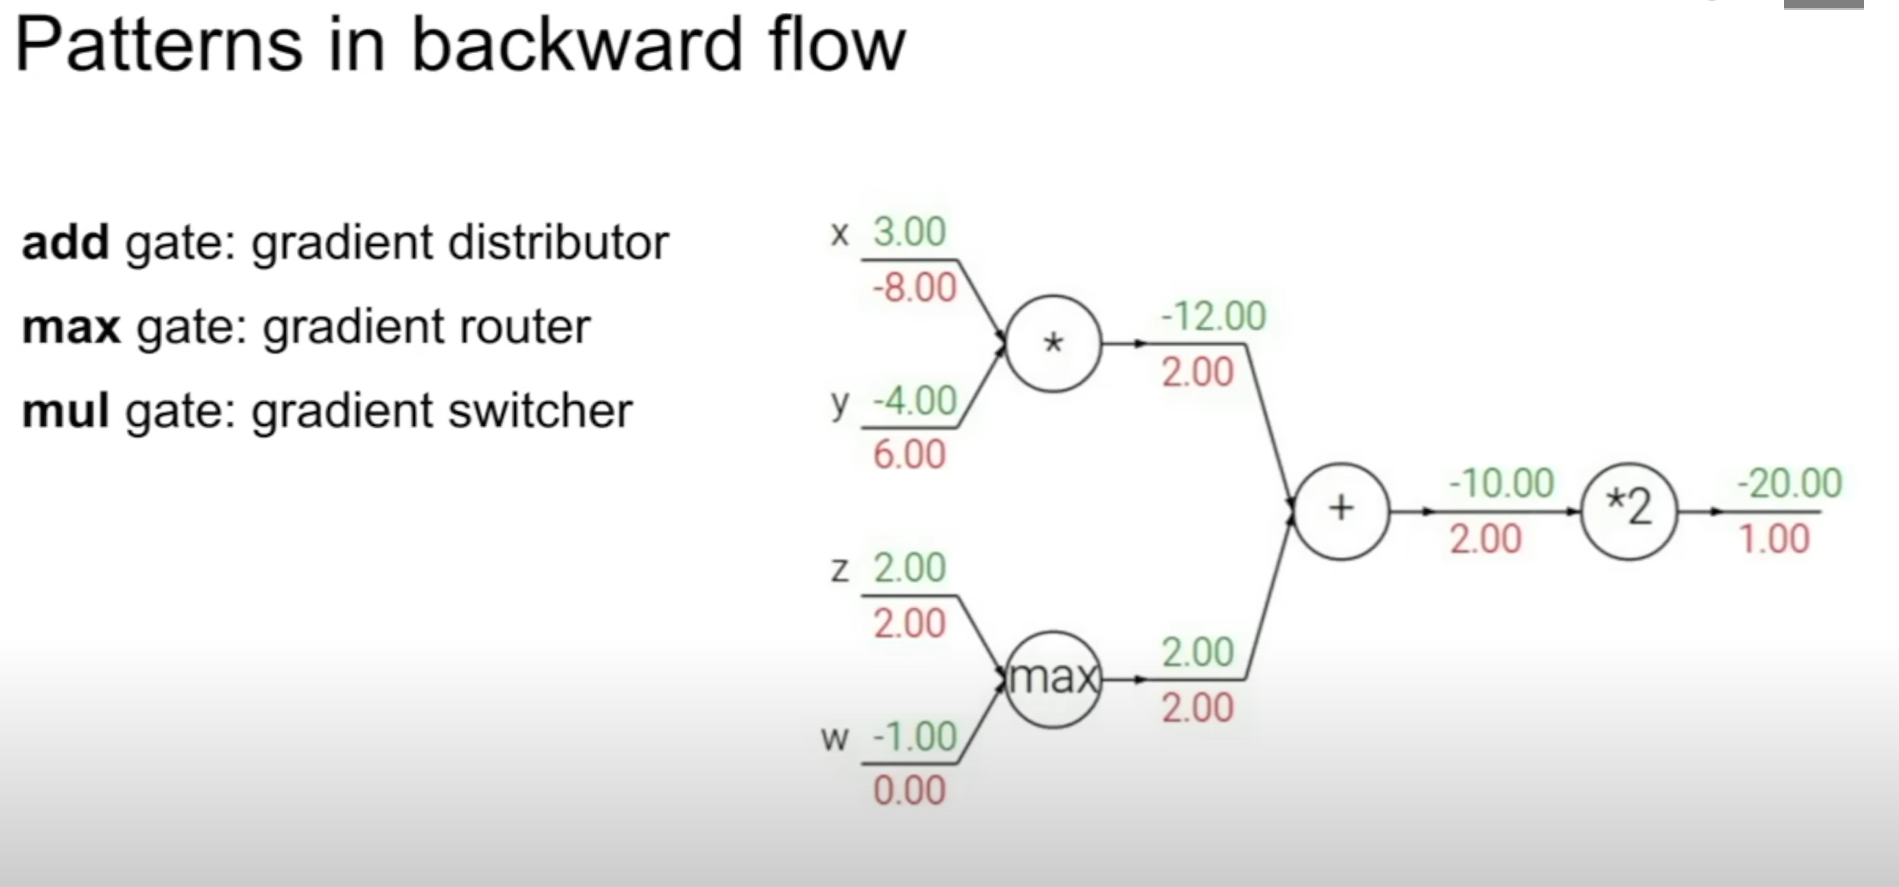 Patterns in backward flow
add gate: gradient distributor
max gate: gradient router
mul gate: gradient switcher
x 3.00
-8.00
y -4.00
6.00
*
-12.00
2.00
z 2.00
2.00
w -1.00
0.00
max
2.00
2.00
+
-10.00
2.00
*2
-20.00
1.00